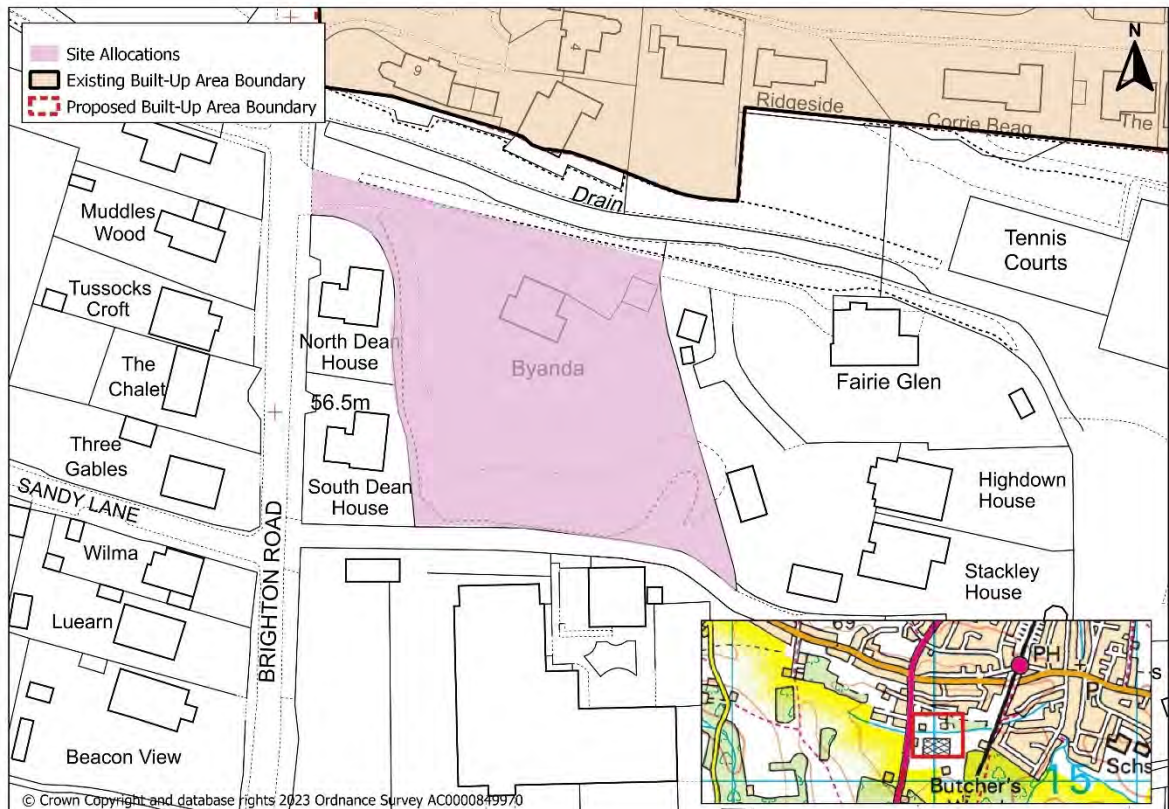 Site Allocations
Existing Built-Up Area Boundary
Proposed Built-Up Area Boundary
N
4
6
Ridgeside
Corrie Beag
The
Drain
Muddles
Wood
Tennis
Courts
Tussocks
Croft
North Dean
House
Byanda
Fairie Glen
The
Chalet
56.5m
Three
Gables
South Dean
House
Highdown
House
SANDY LANE
BRIGHTON ROAD
Wilma
Stackley
House
Luearn
Beacon View
69
PH
P
Schs
Butcher's
15
© Crown Copyright and database rights 2023 Ordnance Survey AC0000849970